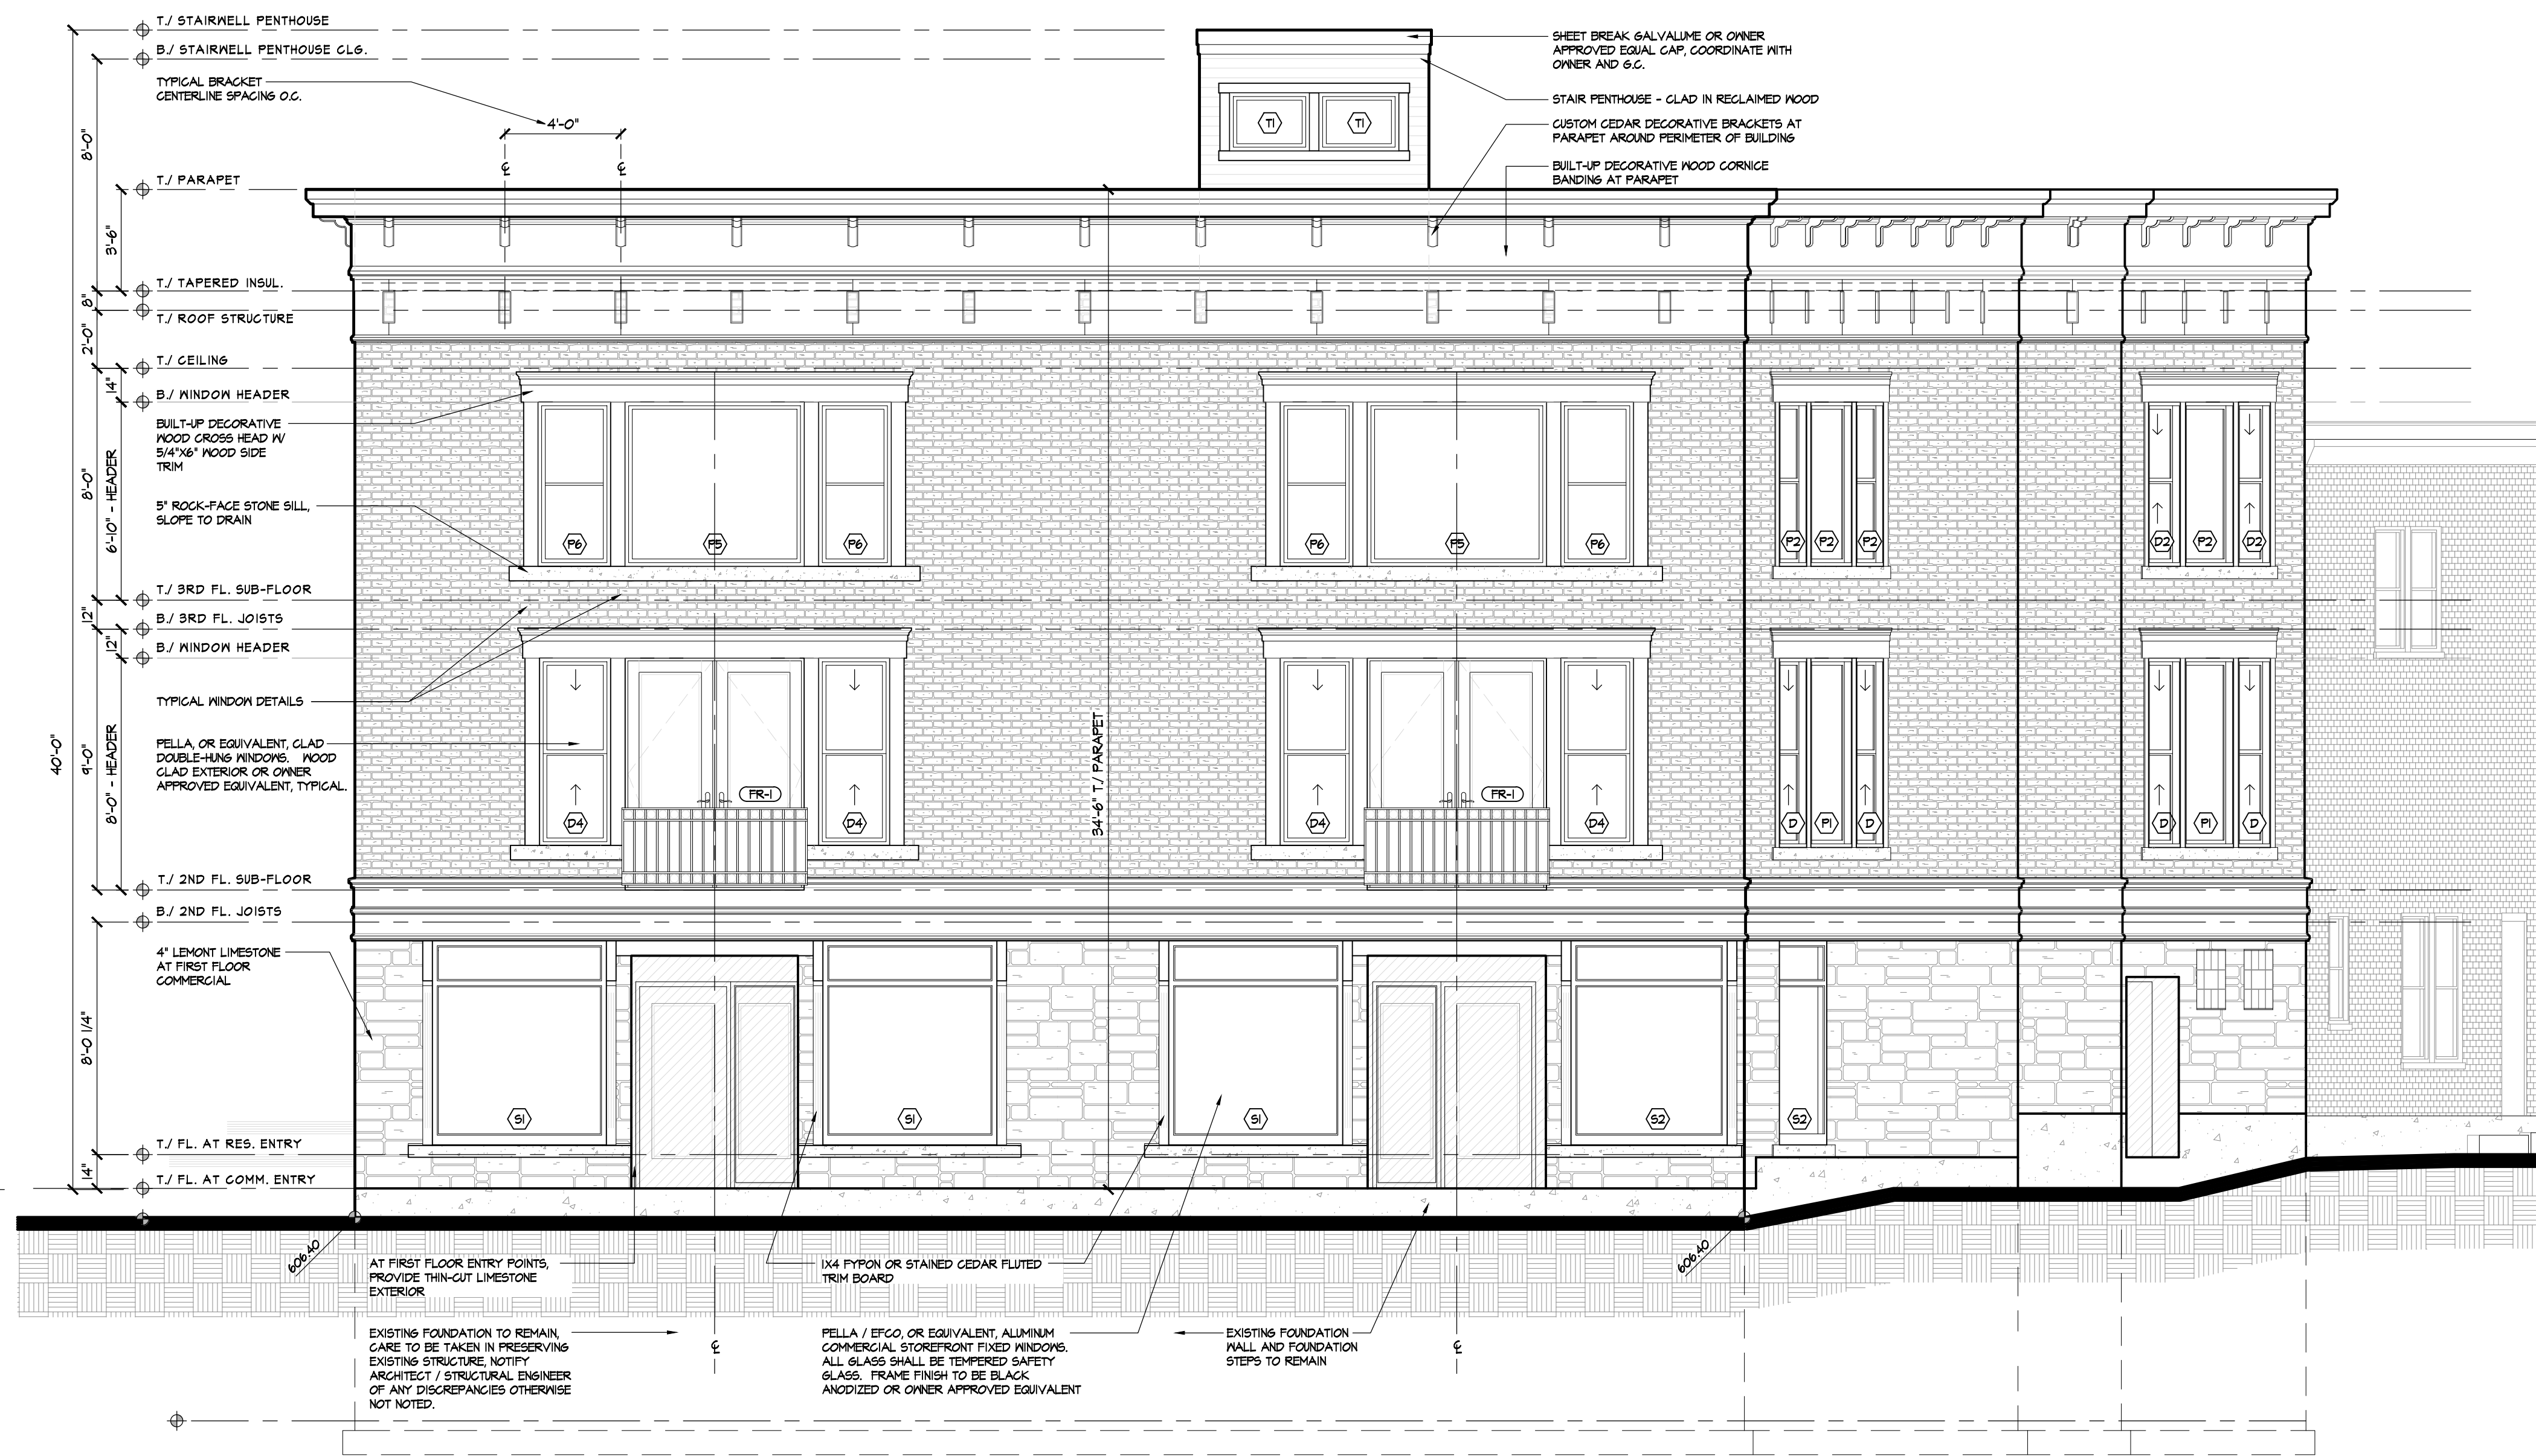 T./ STAIRWELL PENTHOUSE
B./ STAIRWELL PENTHOUSE CLG.
TYPICAL BRACKET
CENTERLINE SPACING O.C.
4'-0"
℄
℄
T./ PARAPET
T./ TAPERED INSUL.
T./ ROOF STRUCTURE
T./ CEILING
B./ WINDOW HEADER
BUILT-UP DECORATIVE
WOOD CROSS HEAD W/
5/4"X6" WOOD SIDE
TRIM
5" ROCK-FACE STONE SILL,
SLOPE TO DRAIN
T./ 3RD FL. SUB-FLOOR
B./ 3RD FL. JOISTS
B./ WINDOW HEADER
TYPICAL WINDOW DETAILS
PELLA, OR EQUIVALENT, CLAD
DOUBLE-HUNG WINDOWS. WOOD
CLAD EXTERIOR OR OWNER
APPROVED EQUIVALENT, TYPICAL.
T./ 2ND FL. SUB-FLOOR
B./ 2ND FL. JOISTS
4" LEMONT LIMESTONE
AT FIRST FLOOR
COMMERCIAL
T./ FL. AT RES. ENTRY
T./ FL. AT COMM. ENTRY
40'-0"
8'-0"
3'-6"
8"
2'-0"
14"
8'-0"
6'-10" - HEADER
12"
12"
9'-0"
8'-0" - HEADER
8'-0 1/4"
14"
SHEET BREAK GALVALUME OR OWNER
APPROVED EQUAL CAP, COORDINATE WITH
OWNER AND G.C.
STAIR PENTHOUSE - CLAD IN RECLAIMED WOOD
CUSTOM CEDAR DECORATIVE BRACKETS AT
PARAPET AROUND PERIMETER OF BUILDING
BUILT-UP DECORATIVE WOOD CORNICE
BANDING AT PARAPET
T1 T1
P6 P5 P6 P6 P5 P6 P2 P2 P2 D2 P2 D2
34'-6" T./ PARAPET
FR-1 FR-1
D4 D4 D4 D4 D P1 D D P1 D
S1 S1 S1 S2 S2
606.40
606.40
AT FIRST FLOOR ENTRY POINTS,
PROVIDE THIN-CUT LIMESTONE
EXTERIOR
1X4 FYPON OR STAINED CEDAR FLUTED
TRIM BOARD
EXISTING FOUNDATION TO REMAIN,
CARE TO BE TAKEN IN PRESERVING
EXISTING STRUCTURE, NOTIFY
ARCHITECT / STRUCTURAL ENGINEER
OF ANY DISCREPANCIES OTHERWISE
NOT NOTED.
℄
PELLA / EFCO, OR EQUIVALENT, ALUMINUM
COMMERCIAL STOREFRONT FIXED WINDOWS.
ALL GLASS SHALL BE TEMPERED SAFETY
GLASS. FRAME FINISH TO BE BLACK
ANODIZED OR OWNER APPROVED EQUIVALENT
EXISTING FOUNDATION
WALL AND FOUNDATION
STEPS TO REMAIN
℄